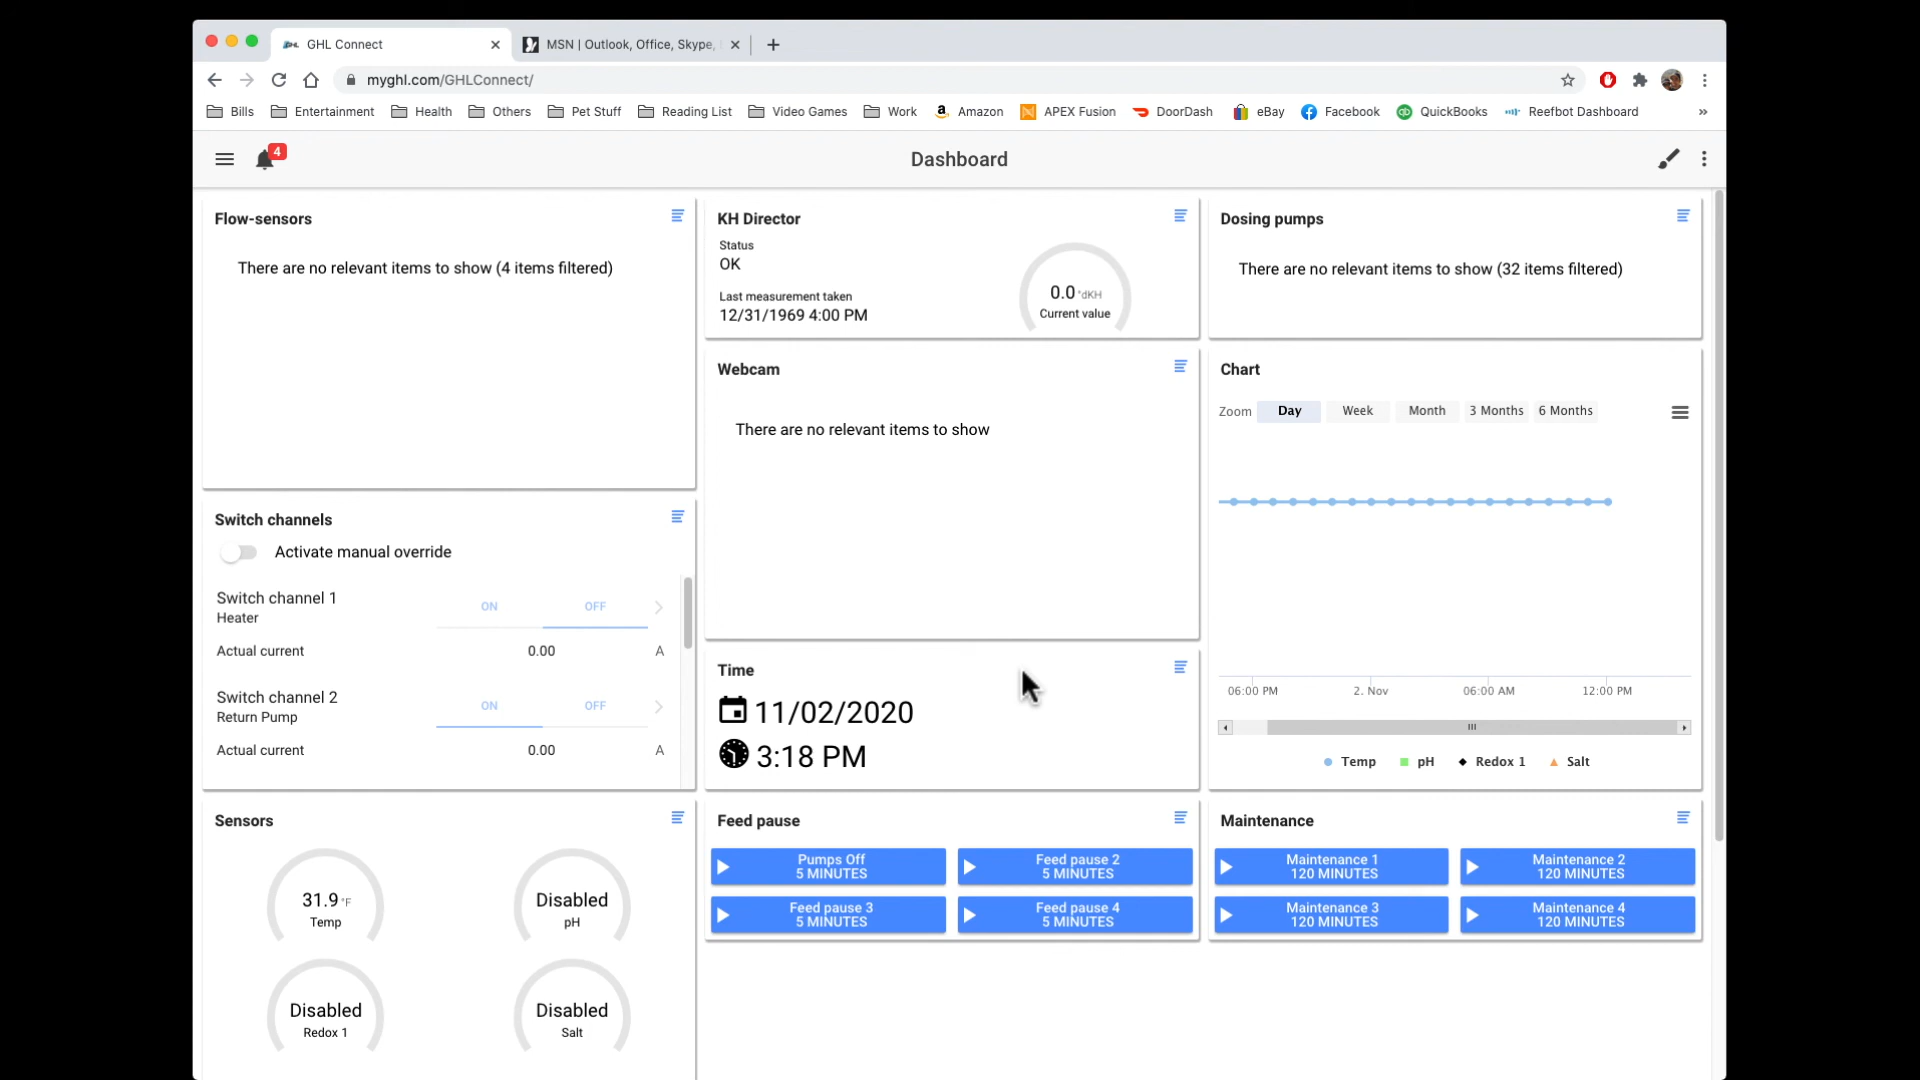 GHL Connect
MSN | Outlook, Office, Skype,
myghl.com/GHLConnect/
Bills
Entertainment
Health
Others
Pet Stuff
Reading List
Video Games
Work
Amazon
APEX Fusion
DoorDash
eBay
Facebook
QuickBooks
Reefbot Dashboard
»
4
Dashboard
Flow-sensors
There are no relevant items to show (4 items filtered)
KH Director
Status
OK
Last measurement taken
12/31/1969 4:00 PM
0.0 °dKH
Current value
Dosing pumps
There are no relevant items to show (32 items filtered)
Webcam
There are no relevant items to show
Chart
Zoom Day Week Month 3 Months 6 Months
06:00 PM 2. Nov 06:00 AM 12:00 PM
Temp pH Redox 1 Salt
Switch channels
Activate manual override
Switch channel 1
Heater
ON OFF
Actual current 0.00 A
Switch channel 2
Return Pump
ON OFF
Actual current 0.00 A
Time
11/02/2020
3:18 PM
Sensors
31.9 °F
Temp
Disabled
pH
Disabled
Redox 1
Disabled
Salt
Feed pause
Pumps Off
5 MINUTES
Feed pause 2
5 MINUTES
Feed pause 3
5 MINUTES
Feed pause 4
5 MINUTES
Maintenance
Maintenance 1
120 MINUTES
Maintenance 2
120 MINUTES
Maintenance 3
120 MINUTES
Maintenance 4
120 MINUTES